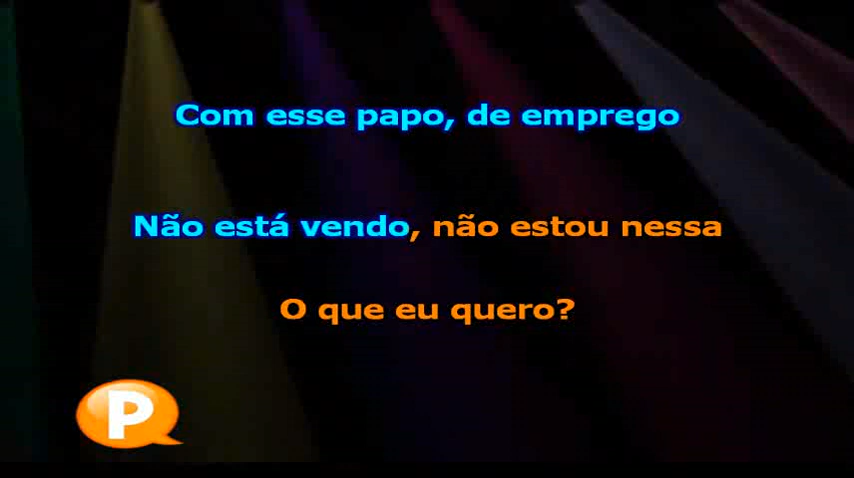 Com esse papo, de emprego
Não está vendo, não estou nessa
O que eu quero?
P